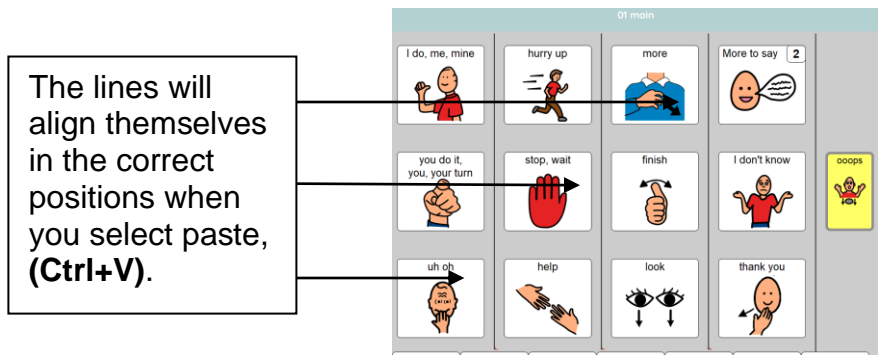 01 main
The lines will
align themselves
in the correct
positions when
you select paste,
(Ctrl+V).
I do, me, mine
hurry up
more
More to say 2
you do it,
you, your turn
stop, wait
finish
I don't know
ooops
uh oh
help
look
thank you